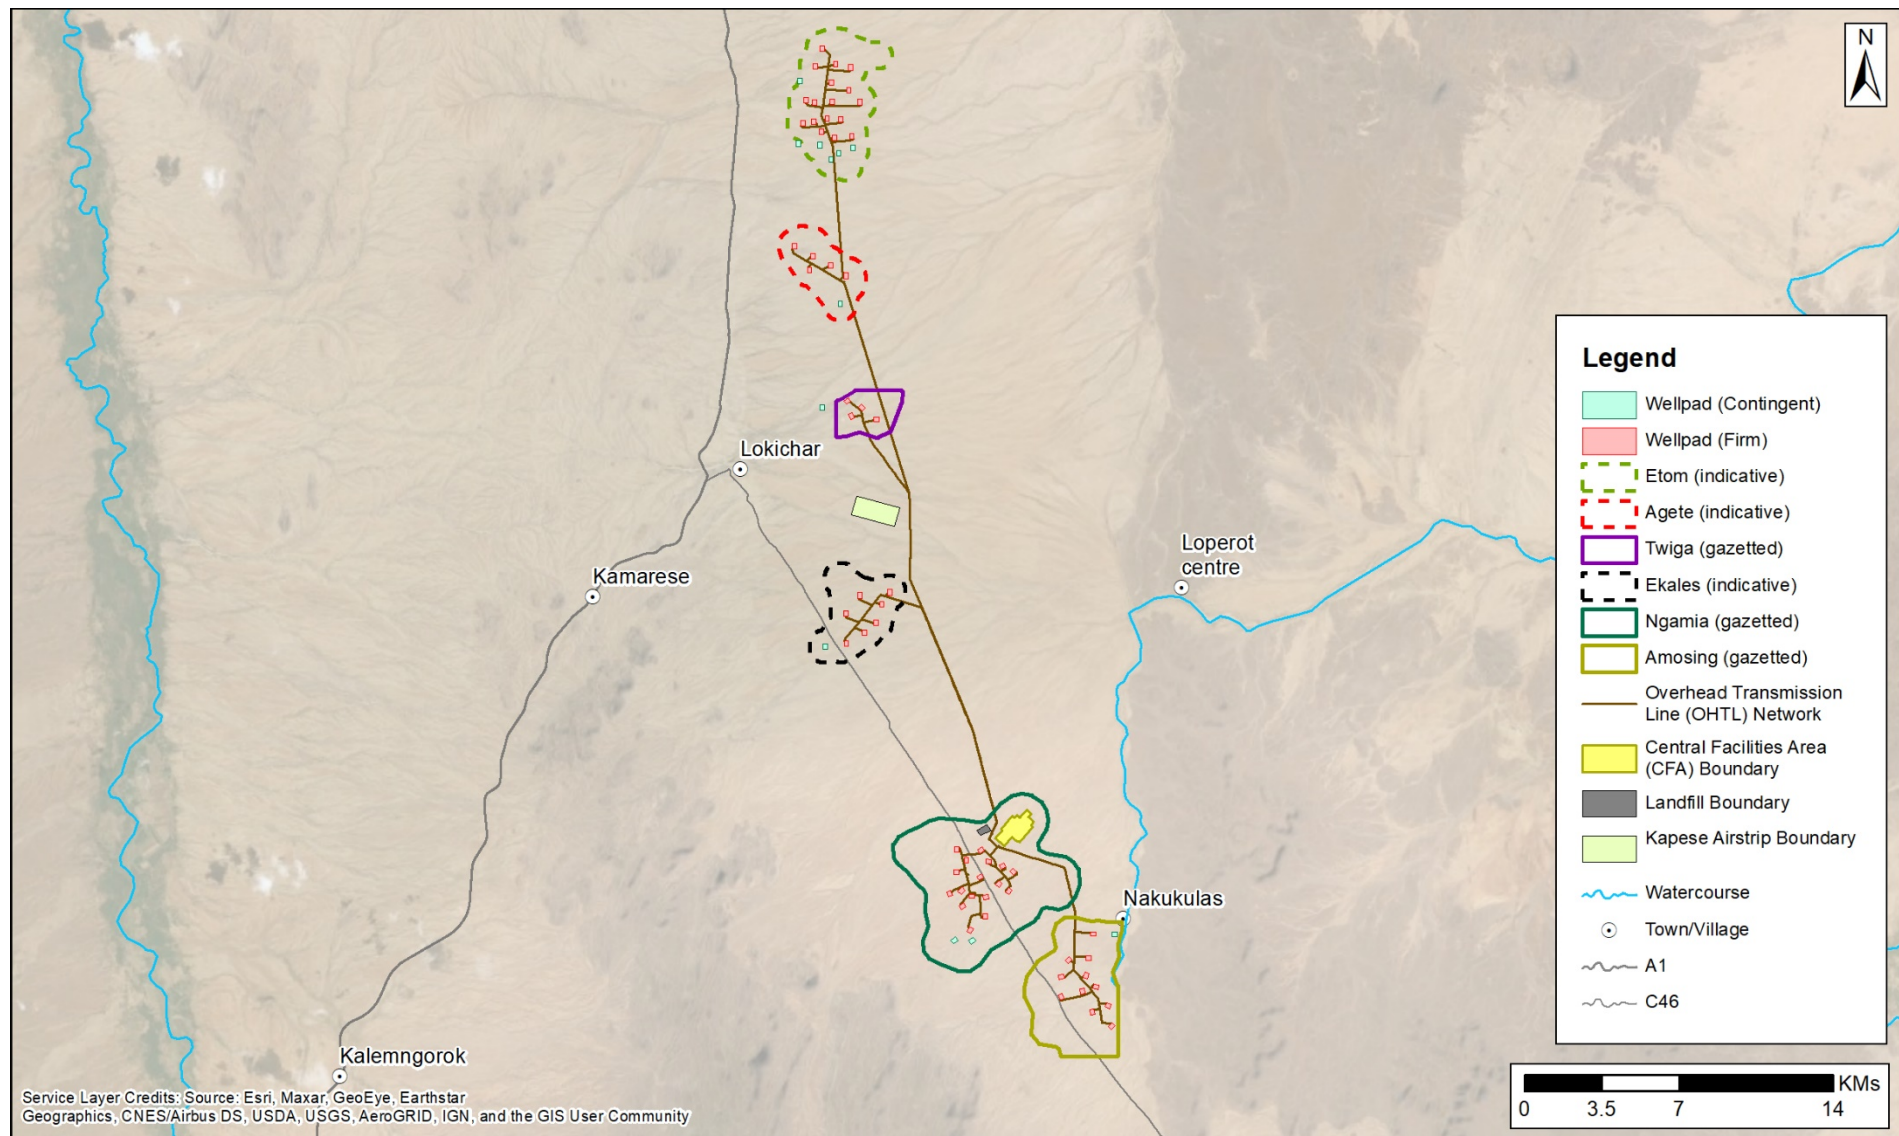 N
Lokichar
Kamarese
Loperot
centre
Nakukulas
Kalemngorok
Legend
Wellpad (Contingent)
Wellpad (Firm)
Etom (indicative)
Agete (indicative)
Twiga (gazetted)
Ekales (indicative)
Ngamia (gazetted)
Amosing (gazetted)
Overhead Transmission
Line (OHTL) Network
Central Facilities Area
(CFA) Boundary
Landfill Boundary
Kapese Airstrip Boundary
Watercourse
Town/Village
A1
C46
KMs
0 3.5 7 14
Service Layer Credits: Source: Esri, Maxar, GeoEye, Earthstar
Geographics, CNES/Airbus DS, USDA, USGS, AeroGRID, IGN, and the GIS User Community